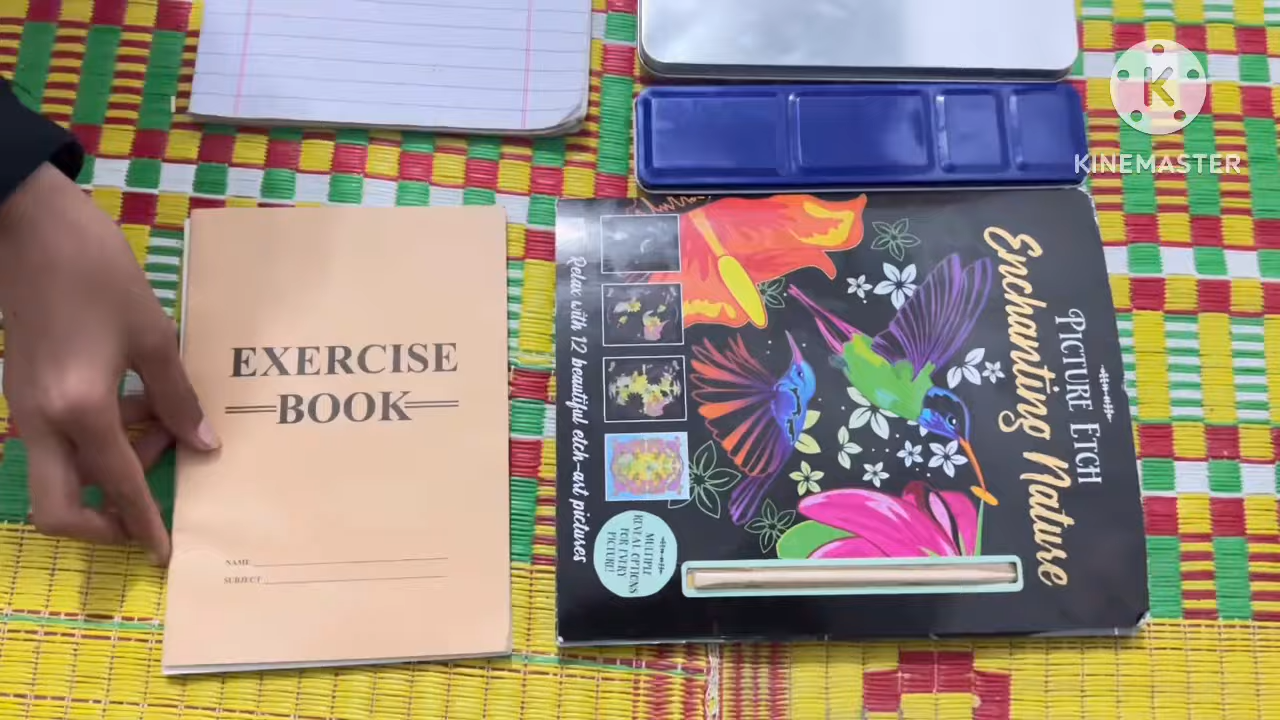 EXERCISE
BOOK
NAME
SUBJECT
PICTURE ETCH
Enchanting Nature
Relax with 12 beautiful etch-art pictures
MULTIPLE
REVEAL OPTIONS
FOR EVERY
PICTURE!
K
KINEMASTER